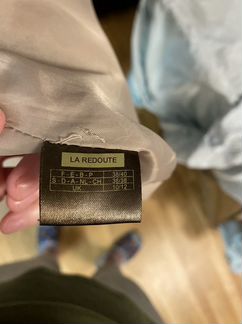 LA REDOUTE
F - E - B - P 38/40
S - D - A - NL - CH 36/38
UK 10/12